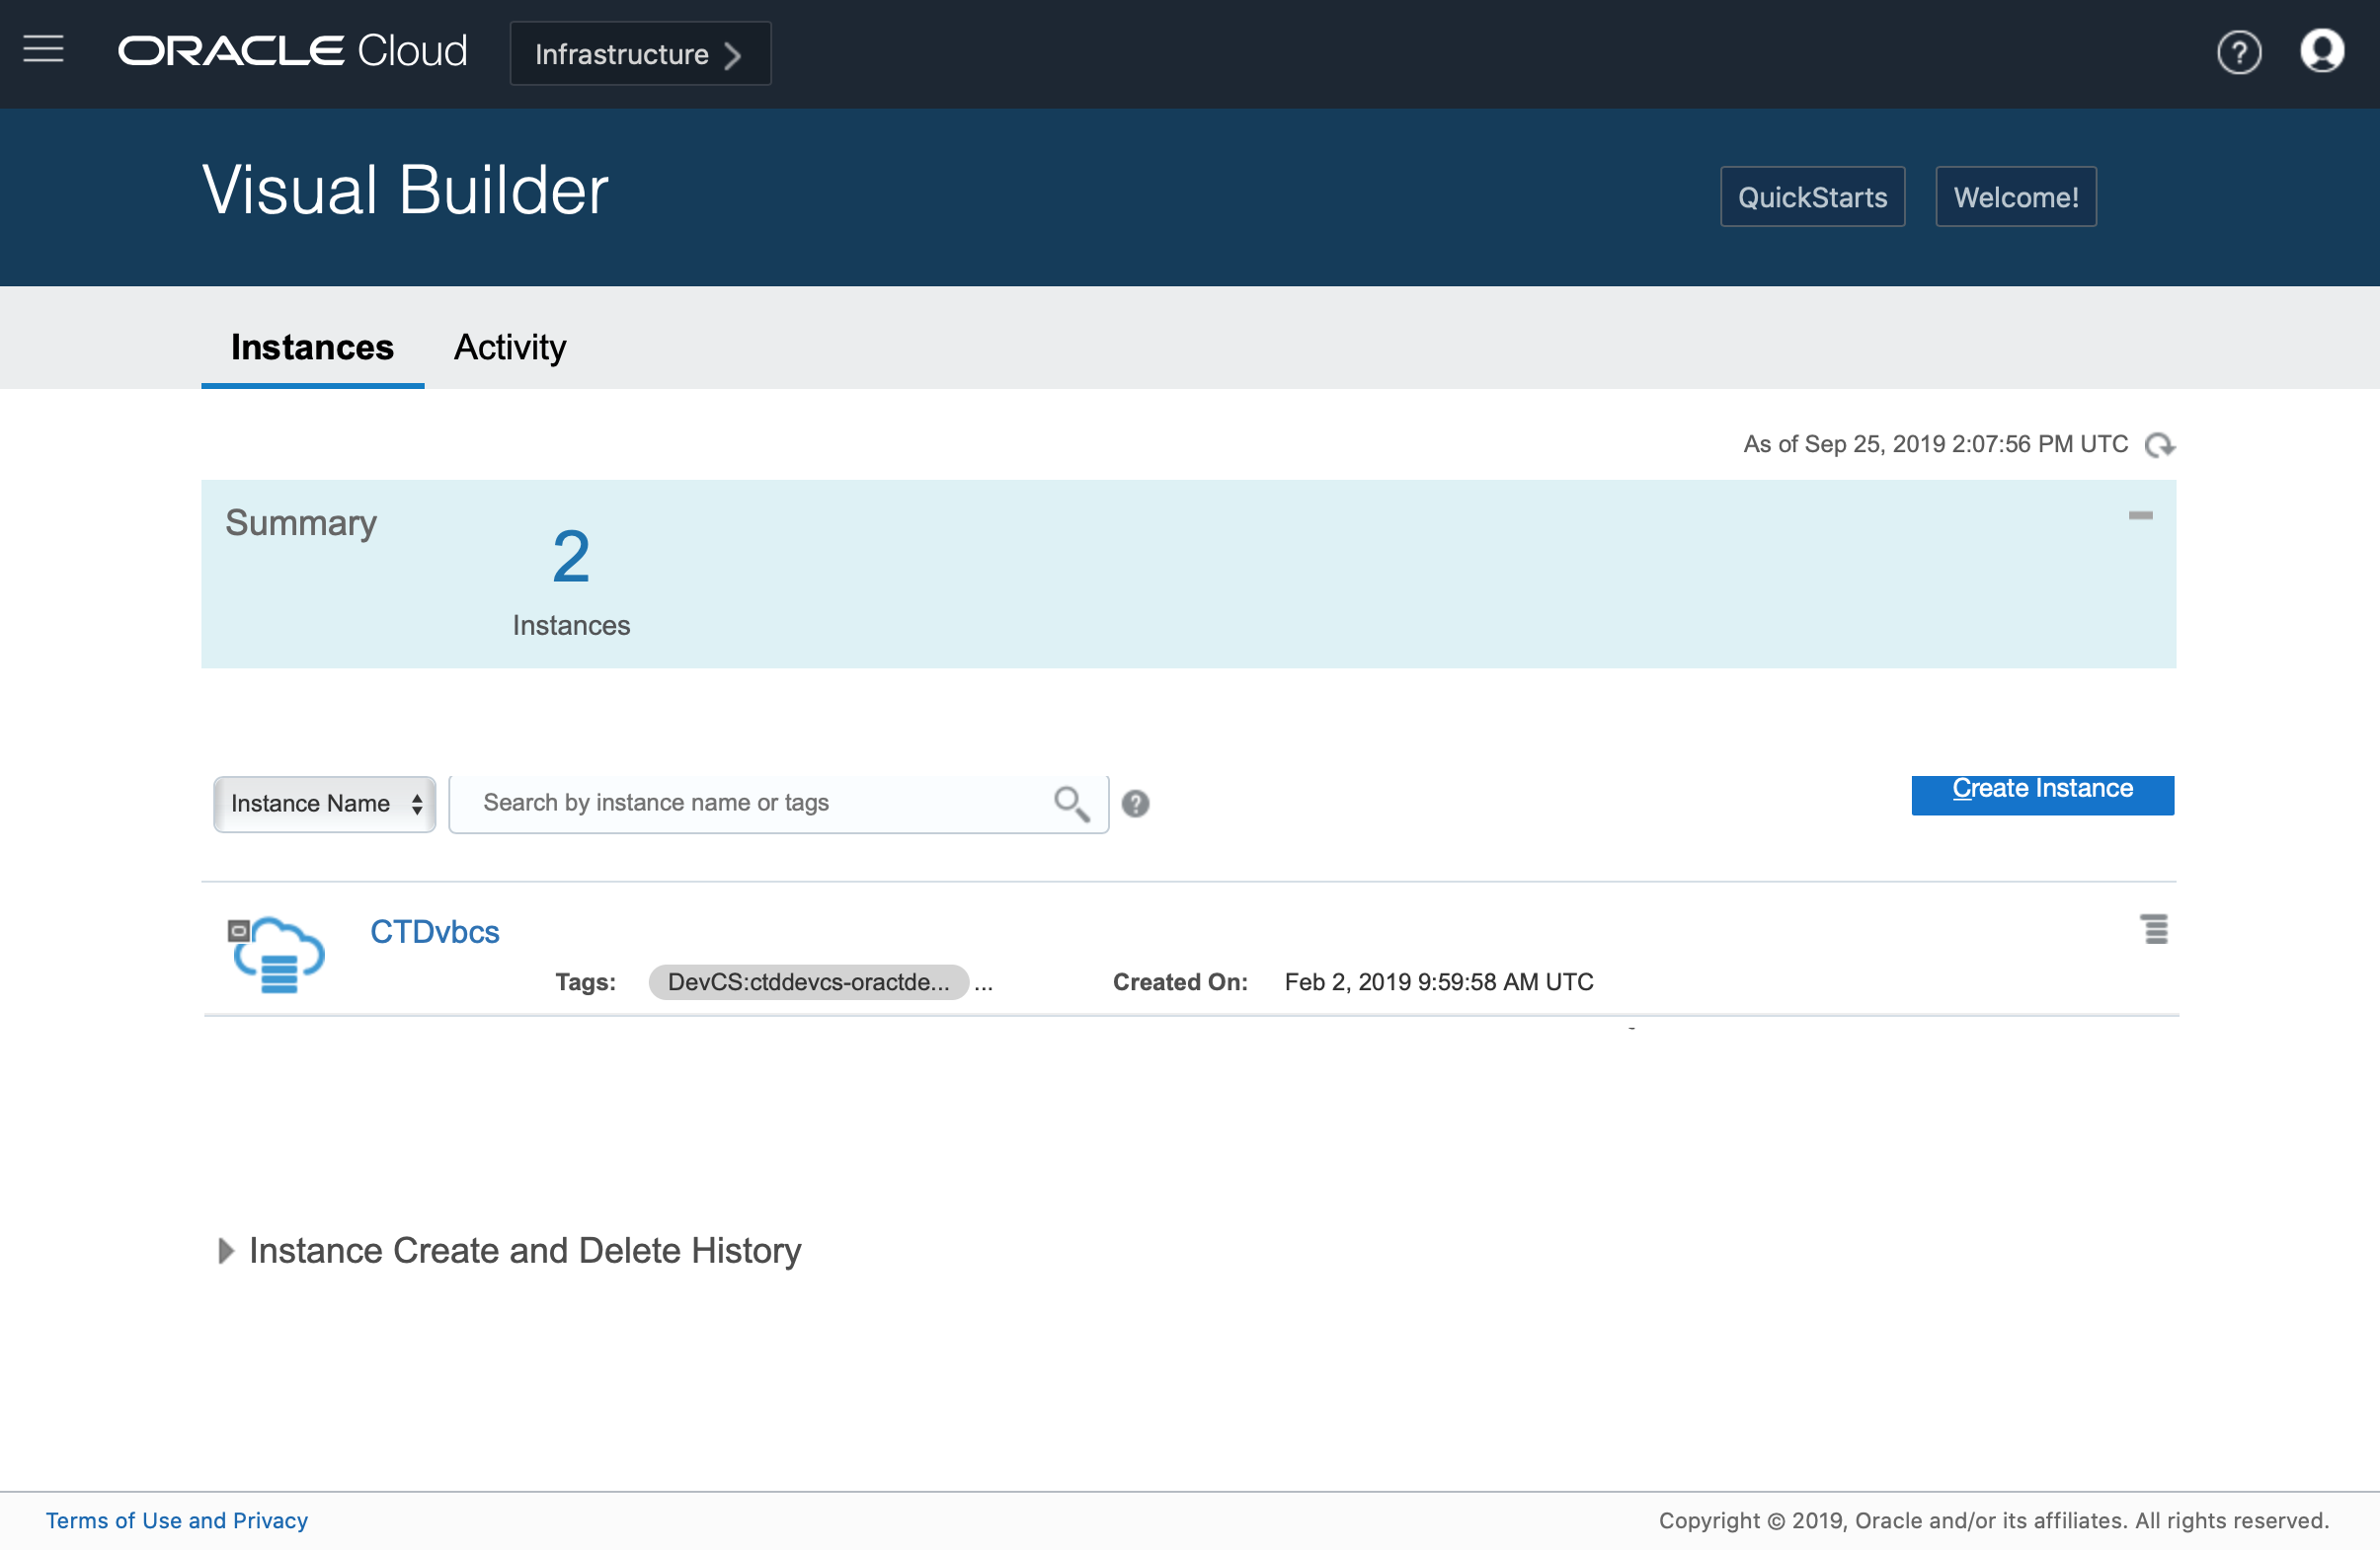 ORACLE Cloud Infrastructure
Visual Builder
QuickStarts Welcome!
Instances Activity
As of Sep 25, 2019 2:07:56 PM UTC
Summary
2
Instances
Instance Name Search by instance name or tags Create Instance
CTDvbcs
Tags: DevCS:ctddevcs-oractde... ... Created On: Feb 2, 2019 9:59:58 AM UTC
Instance Create and Delete History
Terms of Use and Privacy Copyright © 2019, Oracle and/or its affiliates. All rights reserved.